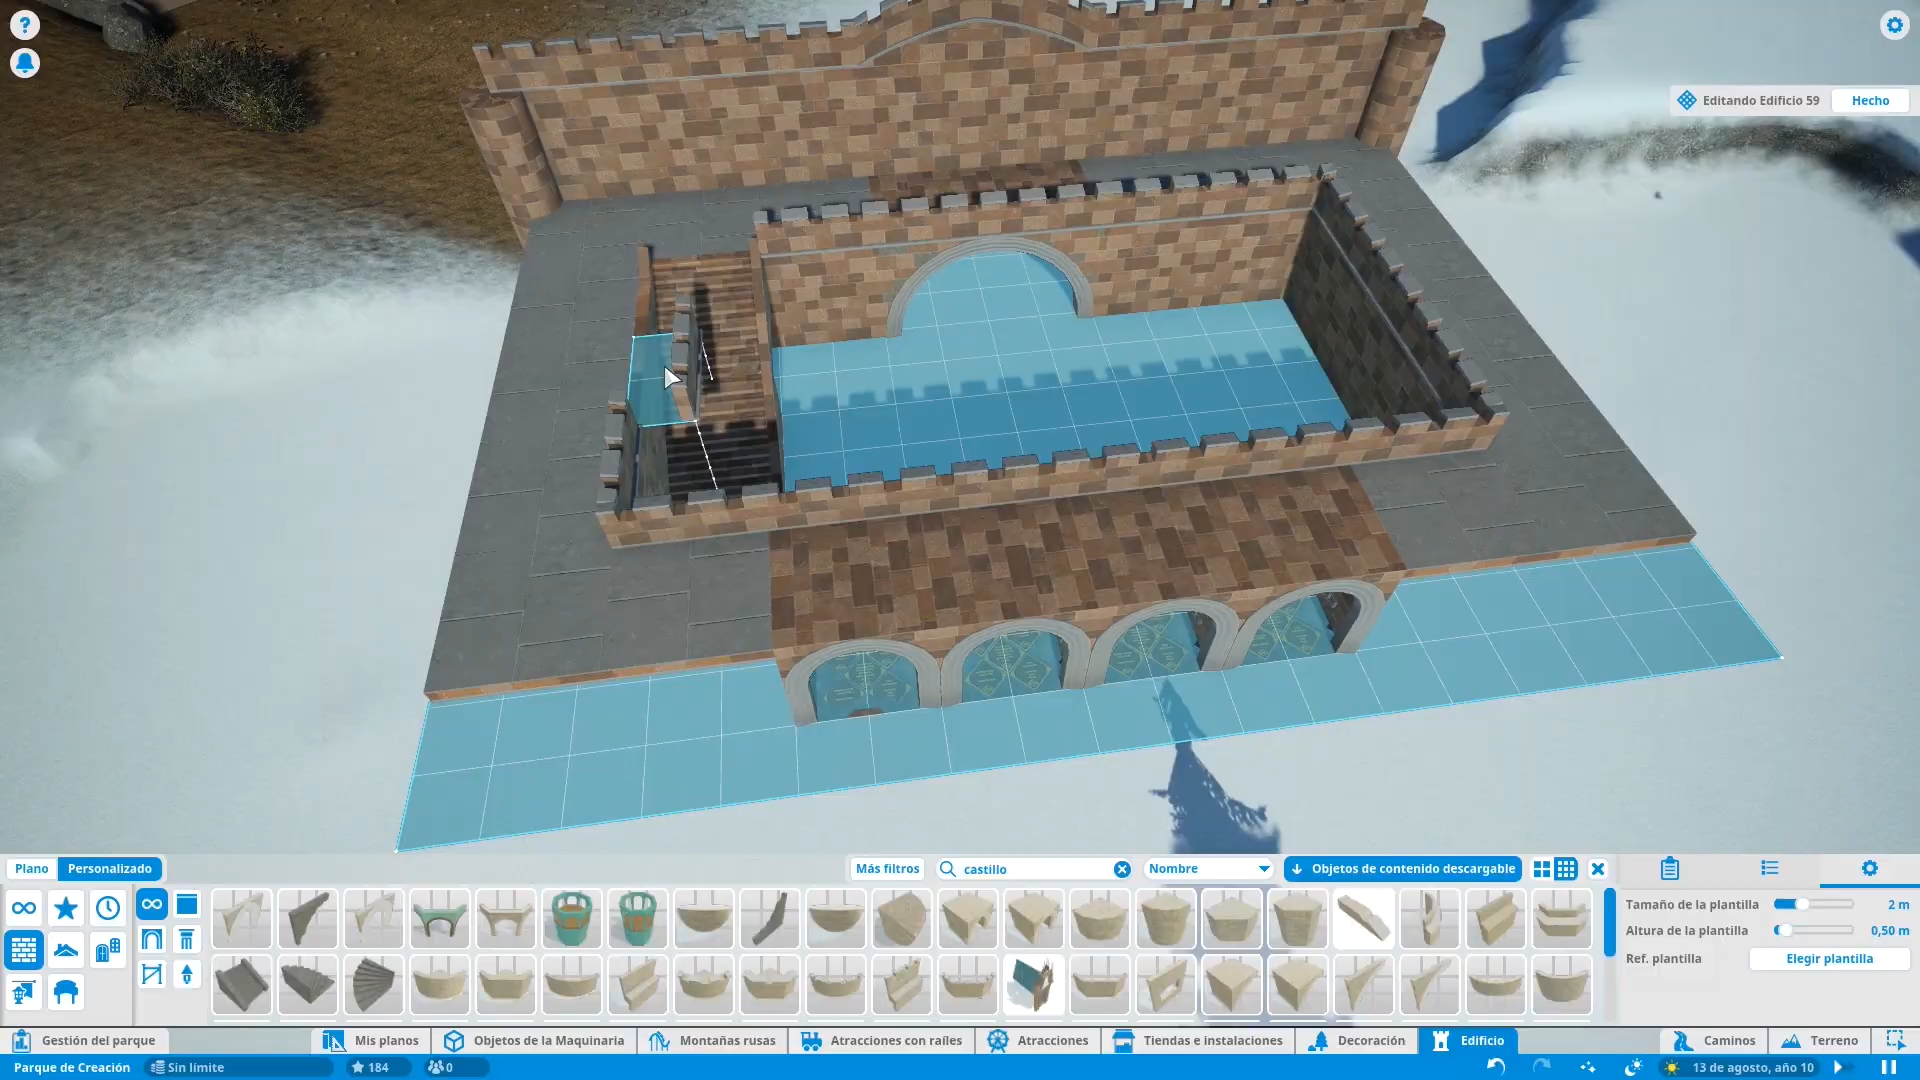 ?
Editando Edificio 59
Hecho
Plano
Personalizado
Más filtros
castillo
Nombre
Objetos de contenido descargable
Tamaño de la plantilla
2 m
Altura de la plantilla
0,50 m
Ref. plantilla
Elegir plantilla
Gestión del parque
Mis planos
Objetos de la Maquinaria
Montañas rusas
Atracciones con raíles
Atracciones
Tiendas e instalaciones
Decoración
Edificio
Caminos
Terreno
Parque de Creación
Sin límite
184
0
13 de agosto, año 10